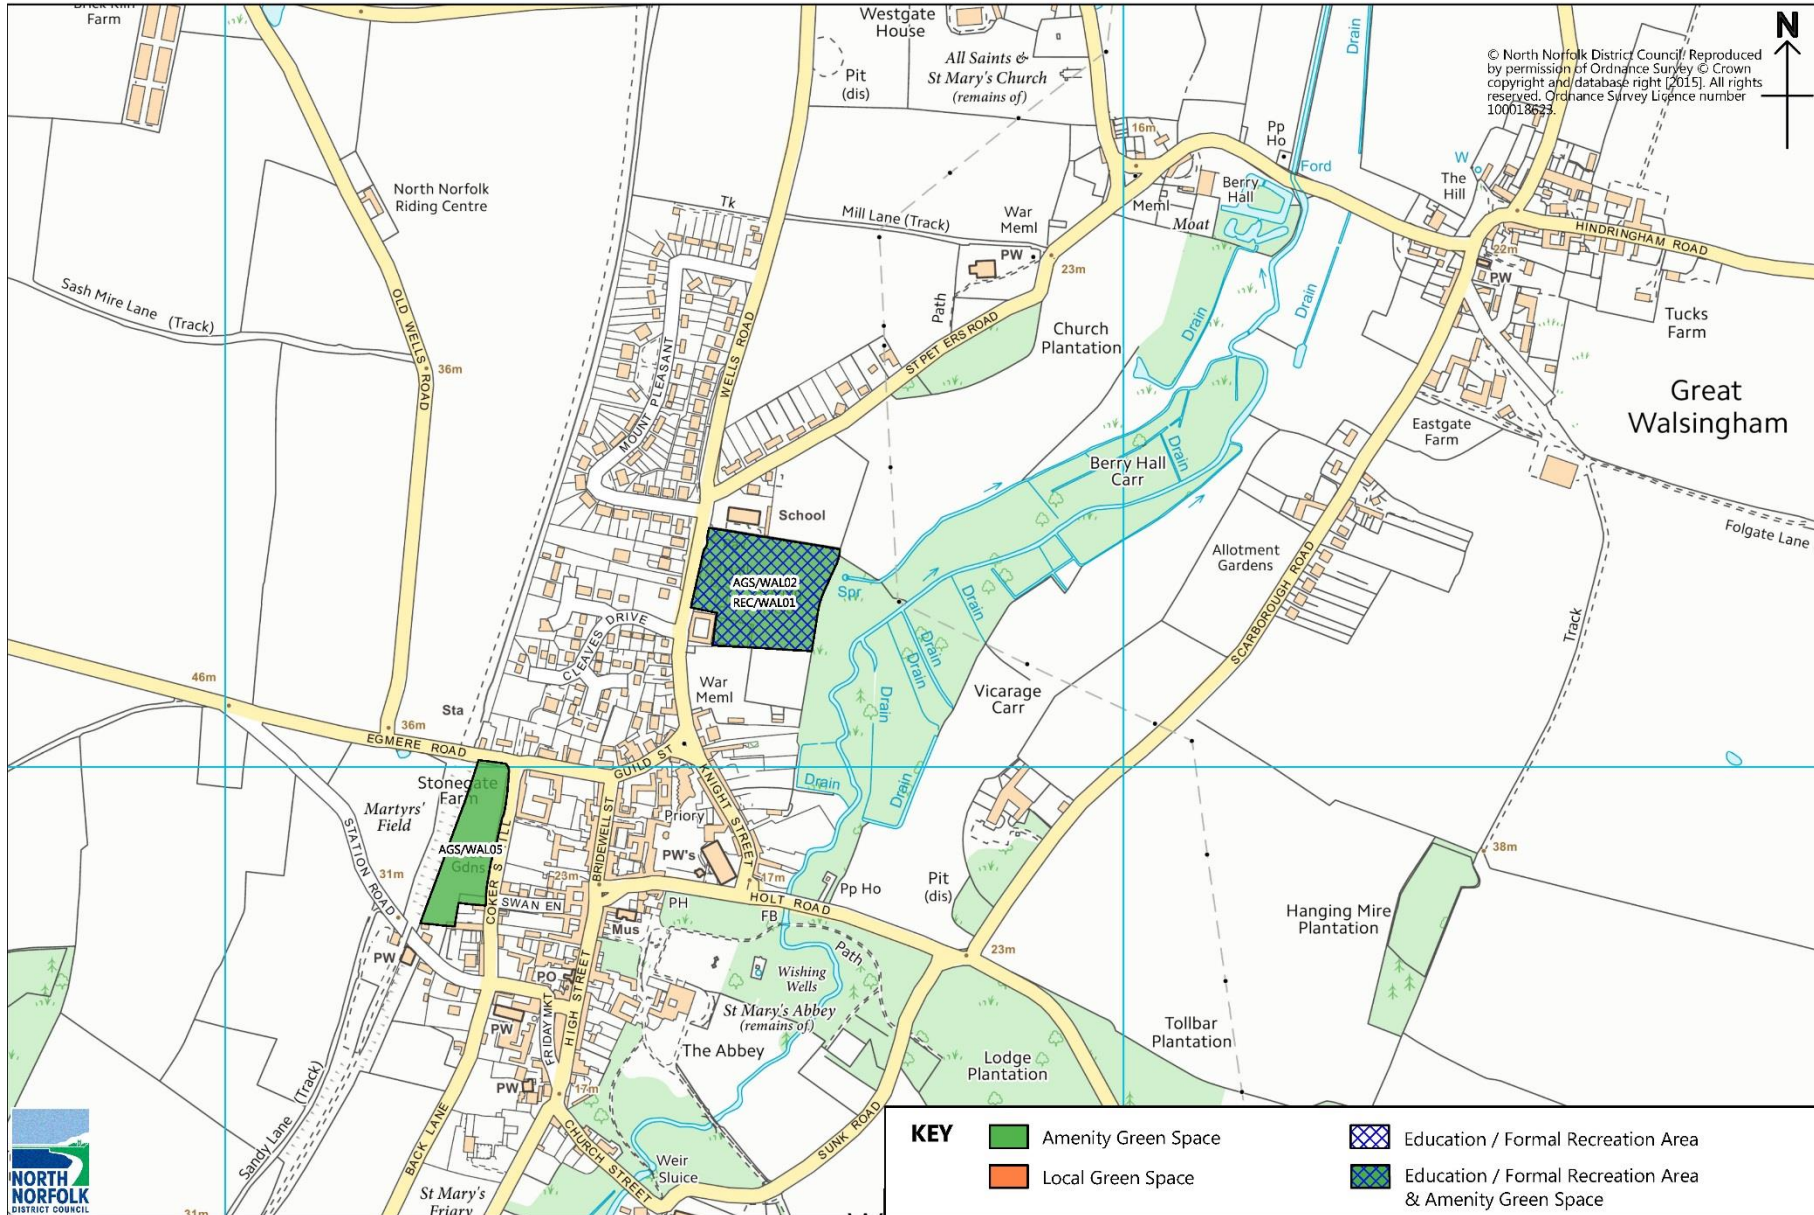 Brick Kiln
Farm
Westgate
House
All Saints &
St Mary's Church
(remains of)
Pit
(dis)
Drain
N
© North Norfolk District Council. Reproduced
by permission of Ordnance Survey © Crown
copyright and database right [2015]. All rights
reserved. Ordnance Survey Licence number
100018623.
16m
Pp
Ho
Ford
W
The
Hill
North Norfolk
Riding Centre
Tk
Mill Lane (Track)
War
Meml
Meml
Moat
Berry
Hall
HINDRINGHAM ROAD
22m
PW
PW
23m
Path
Sash Mire Lane (Track)
OLD WELLS ROAD
36m
WELLS ROAD
MOUNT PLEASANT
ST PETERS ROAD
Church
Plantation
Drain
Drain
Tucks
Farm
Great
Walsingham
Eastgate
Farm
Berry Hall
Carr
Drain
School
AGS/WAL02
REC/WAL01
Spr
Allotment
Gardens
Folgate Lane
SCARBOROUGH ROAD
Track
CLEAVES DRIVE
Drain
Drain
Drain
Drain
War
Meml
Vicarage
Carr
46m
Sta
36m
EGMERE ROAD
GUILD ST
KNIGHT STREET
Drain
Drain
Stonegate
Farm
Martyrs'
Field
STATION ROAD
31m
AGS/WAL05
Gdns
COKER S ILL
BRIDEWELL ST
Priory
PW's
23m
17m
SWAN EN
PH
HOLT ROAD
FB
Pp Ho
Pit
(dis)
38m
Hanging Mire
Plantation
Mus
Path
23m
PW
PO
Wishing
Wells
St Mary's Abbey
(remains of)
The Abbey
PW
FRIDAY MKT
HIGH STREET
PW
17m
Lodge
Plantation
Tollbar
Plantation
Sandy Lane (Track)
BACK LANE
CHURCH STREET
Weir
Sluice
SUNK ROAD
St Mary's
Friary
31m
NORTH
NORFOLK
DISTRICT COUNCIL
KEY
Amenity Green Space
Local Green Space
Education / Formal Recreation Area
Education / Formal Recreation Area
& Amenity Green Space